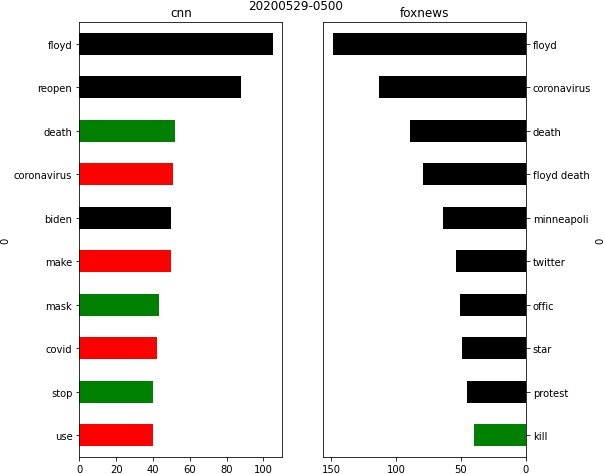 20200529-0500
cnn
foxnews
floyd
reopen
death
coronavirus
biden
make
mask
covid
stop
use
0
0 20 40 60 80 100
floyd
coronavirus
death
floyd death
minneapoli
twitter
offic
star
protest
kill
0
150 100 50 0